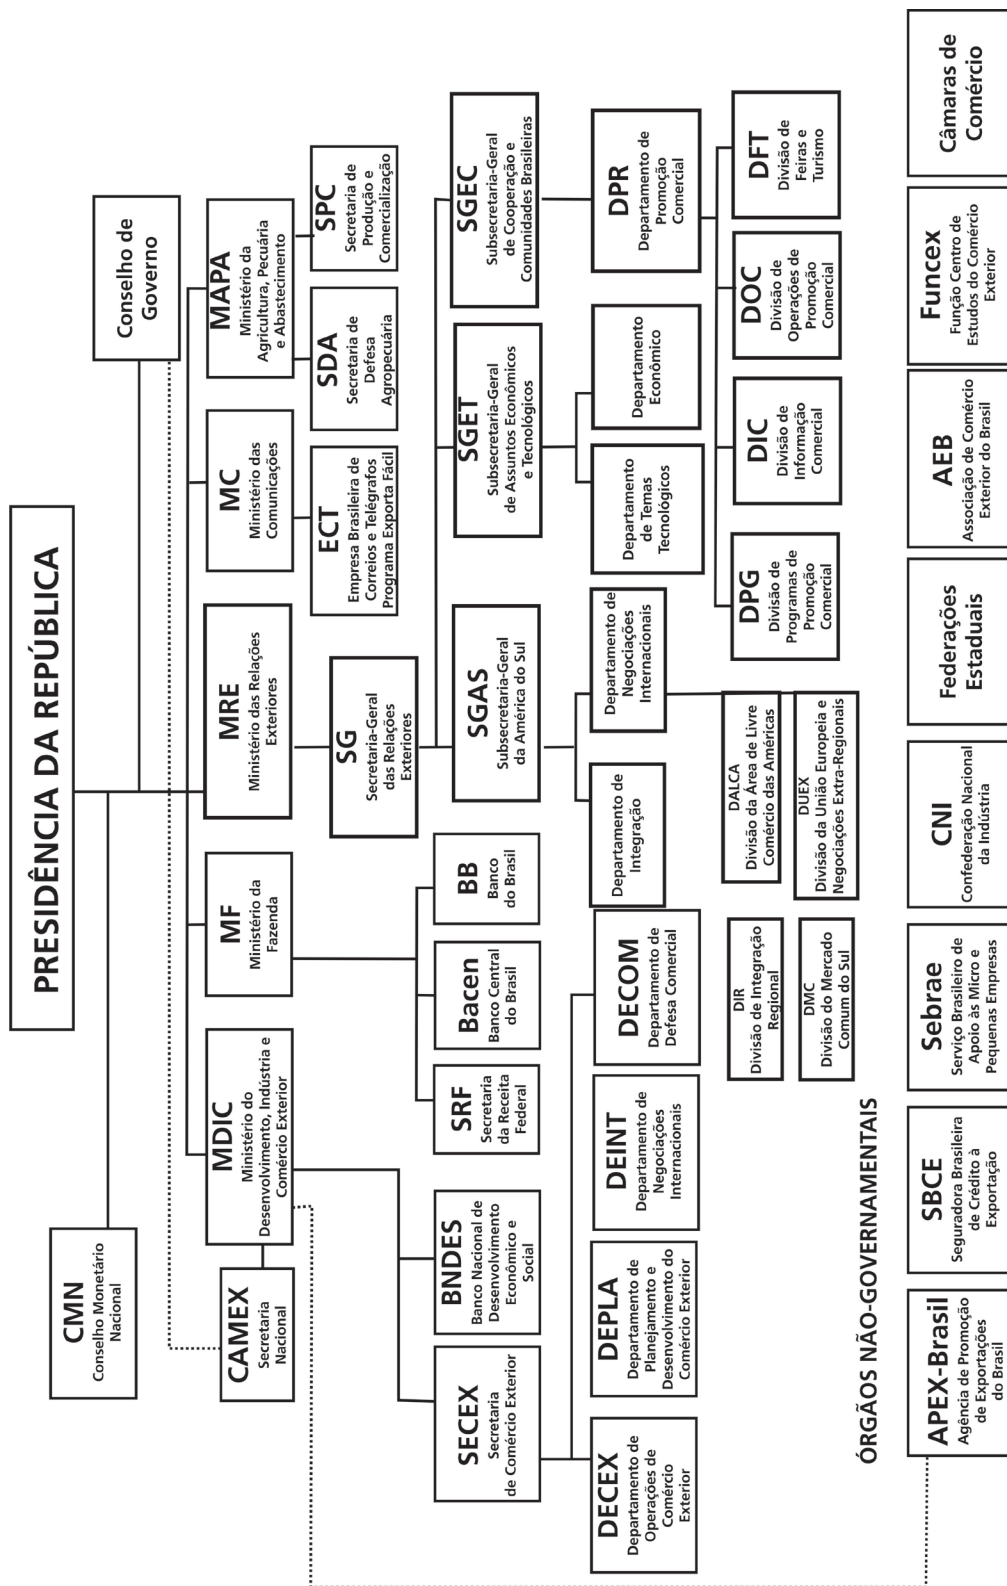 PRESIDÊNCIA DA REPÚBLICA
CMN
Conselho Monetário
Nacional
Conselho de
Governo
CAMEX
Secretaria
Nacional
MDIC
Ministério do
Desenvolvimento, Indústria e
Comércio Exterior
MF
Ministério da
Fazenda
MRE
Ministério das Relações
Exteriores
MC
Ministério das
Comunicações
MAPA
Ministério da
Agricultura, Pecuária
e Abastecimento
SG
Secretaria-Geral
das Relações
Exteriores
ECT
Empresa Brasileira de
Correios e Telégrafos
Programa Exporta Fácil
SDA
Secretaria de
Defesa
Agropecuária
SPC
Secretaria de
Produção e
Comercialização
SECEX
Secretaria
de Comércio Exterior
BNDES
Banco Nacional de
Desenvolvimento
Econômico e
Social
SRF
Secretaria
da Receita
Federal
Bacen
Banco Central
do Brasil
BB
Banco
do Brasil
SGAS
Subsecretaria-Geral
da América do Sul
SGET
Subsecretaria-Geral
de Assuntos Econômicos
e Tecnológicos
SGEC
Subsecretaria-Geral
de Cooperação e
Comunidades Brasileiras
DECEX
Departamento de
Operações de
Comércio
Exterior
DEPLA
Departamento de
Planejamento e
Desenvolvimento do
Comércio Exterior
DEINT
Departamento de
Negociações
Internacionais
DECOM
Departamento de
Defesa Comercial
Departamento de
Integração
Departamento de
Negociações
Internacionais
Departamento
de Temas
Tecnológicos
Departamento
Econômico
DPR
Departamento de
Promoção
Comercial
DIR
Divisão de Integração
Regional
DALCA
Divisão da Área de Livre
Comércio das Américas
DPG
Divisão de
Programas de
Promoção
Comercial
DIC
Divisão de
Informação
Comercial
DOC
Divisão de
Operações de
Promoção
Comercial
DFT
Divisão de
Feiras e
Turismo
DMC
Divisão do Mercado
Comum do Sul
DUEX
Divisão da União Europeia e
Negociações Extra-Regionais
ÓRGÃOS NÃO-GOVERNAMENTAIS
APEX-Brasil
Agência de Promoção
de Exportações
do Brasil
SBCE
Seguradora Brasileira
de Crédito à
Exportação
Sebrae
Serviço Brasileiro de
Apoio às Micro e
Pequenas Empresas
CNI
Confederação Nacional
da Indústria
Federações
Estaduais
AEB
Associação de Comércio
Exterior do Brasil
Funcex
Função Centro de
Estudos do Comércio
Exterior
Câmaras de
Comércio